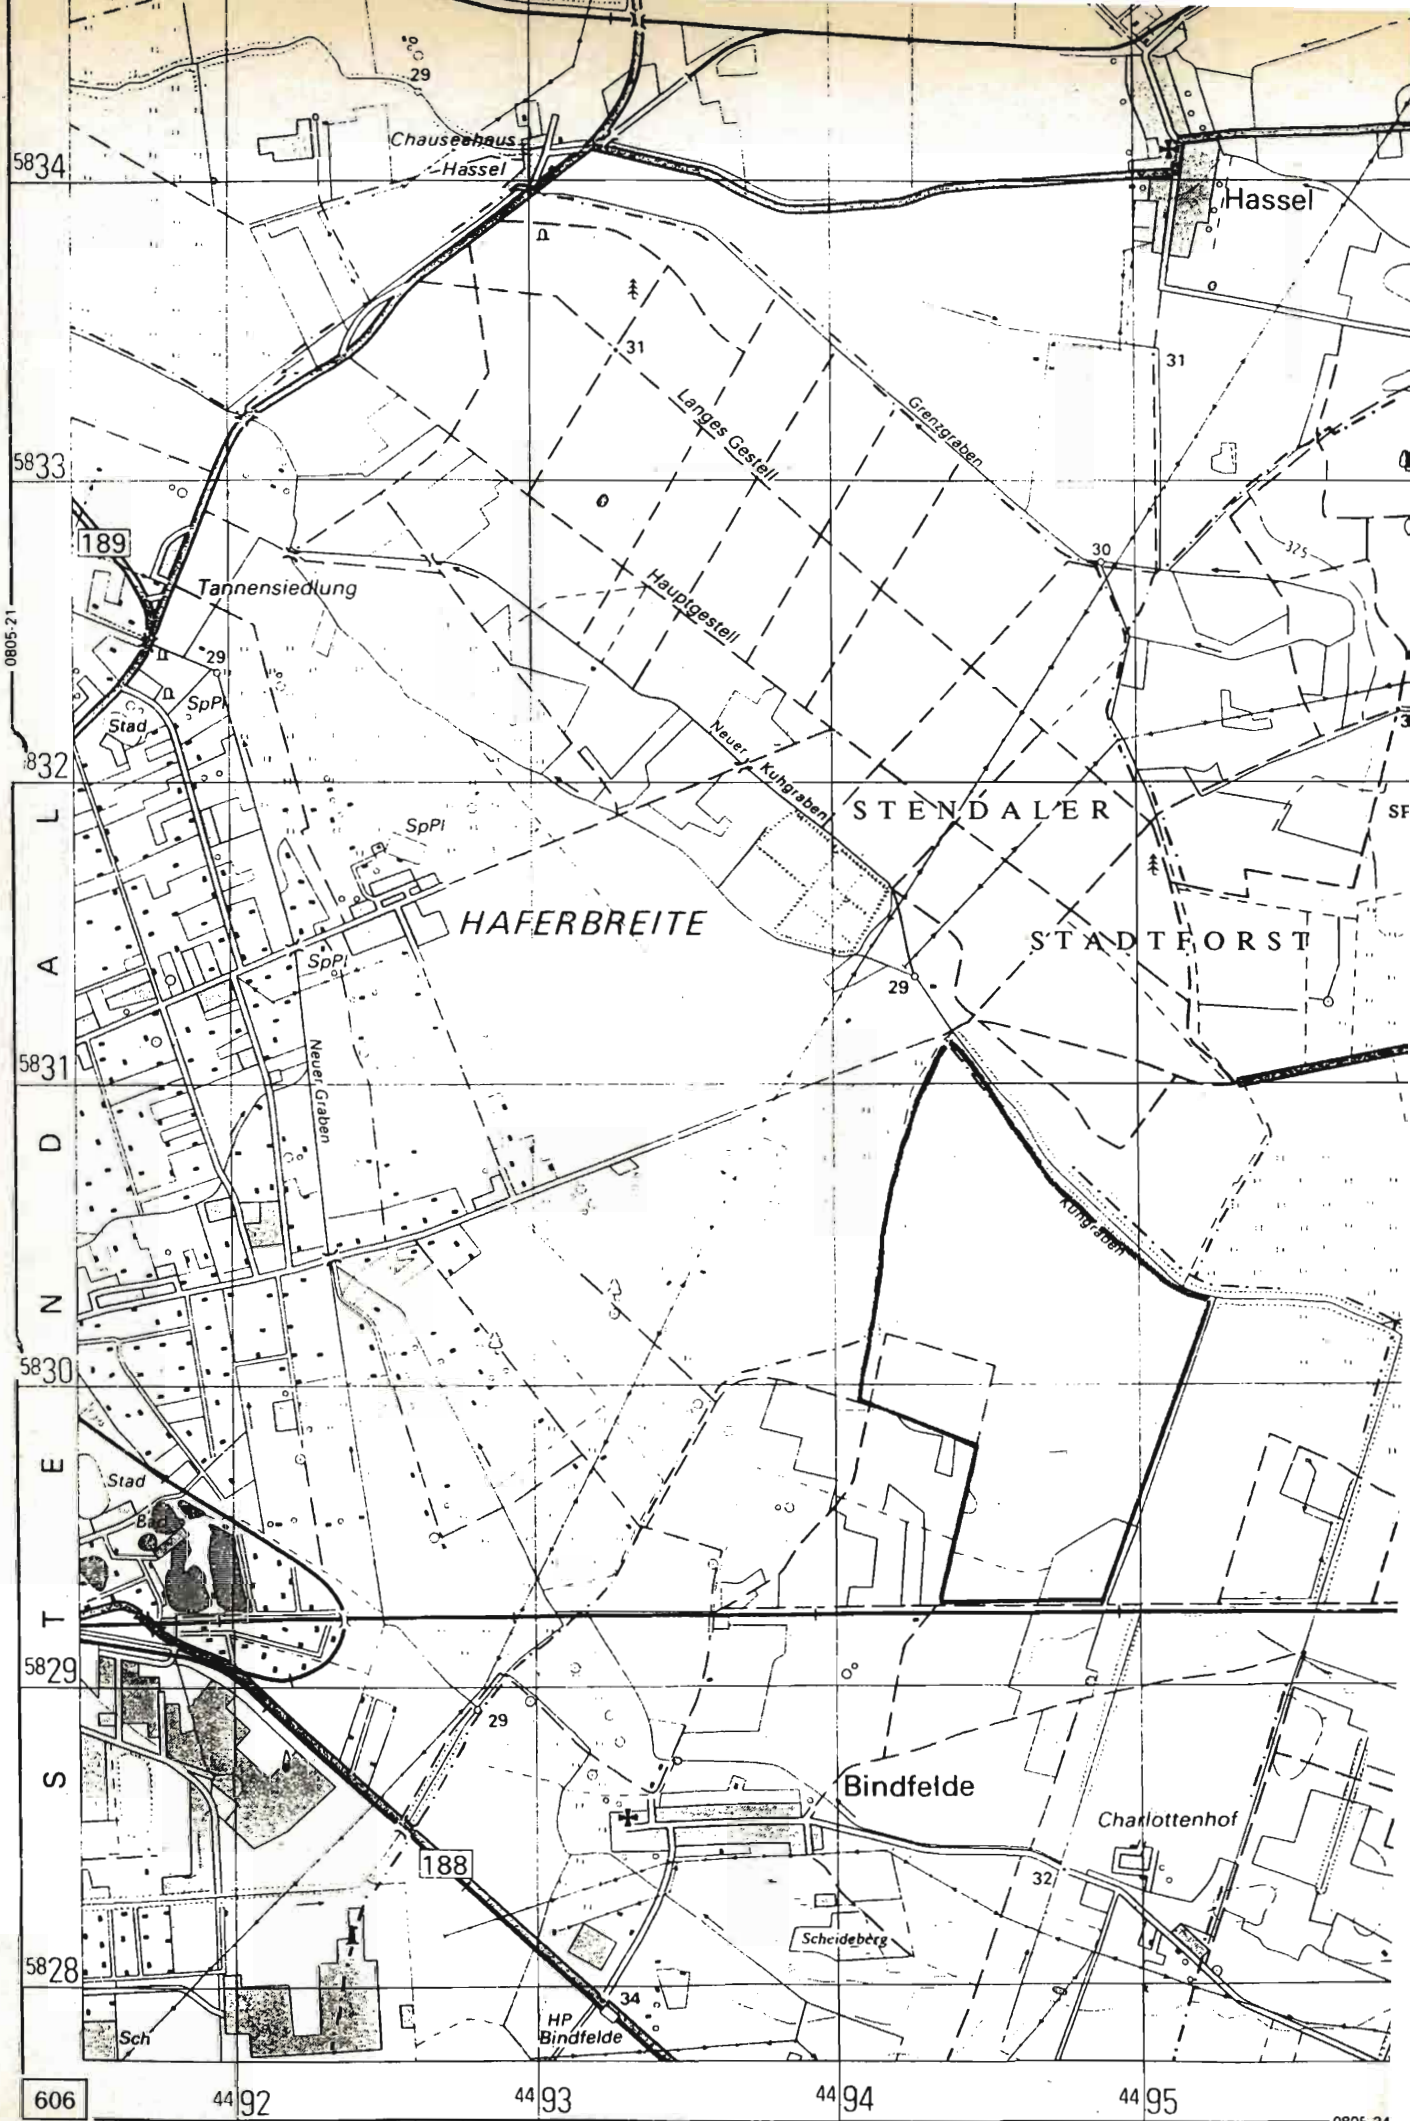 29
Chausseehaus
Hassel
5834
Hassel
31
31
Langes Gestell
Grenzgraben
5833
189
30
325
Tannensiedlung
Hauptgestell
0805-21
29
SpPl
Stad
Neuer Kuhgraben
832
STENDALER
SpPl
HAFERBREITE
STADTFORST
SpPl
29
Neuer Graben
5831
Kuhgraben
5830
Stad
Bad
5829
29
Bindfelde
Charlottenhof
188
32
Scheideberg
5828
34
HP
Bindfelde
Sch
STENDAL
606
4492
4493
4494
4495